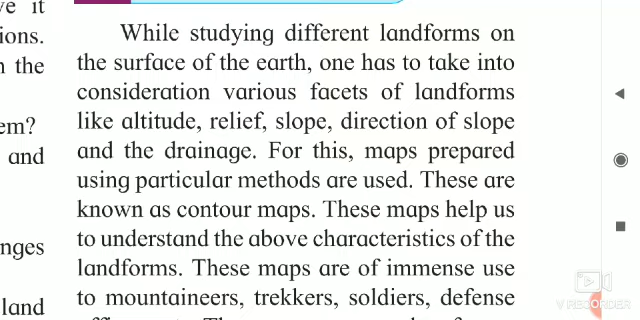 ve it
ions.
n the
em?
and
nges
land
While studying different landforms on
the surface of the earth, one has to take into
consideration various facets of landforms
like altitude, relief, slope, direction of slope
and the drainage. For this, maps prepared
using particular methods are used. These are
known as contour maps. These maps help us
to understand the above characteristics of the
landforms. These maps are of immense use
to mountaineers, trekkers, soldiers, defense
V RECORDER